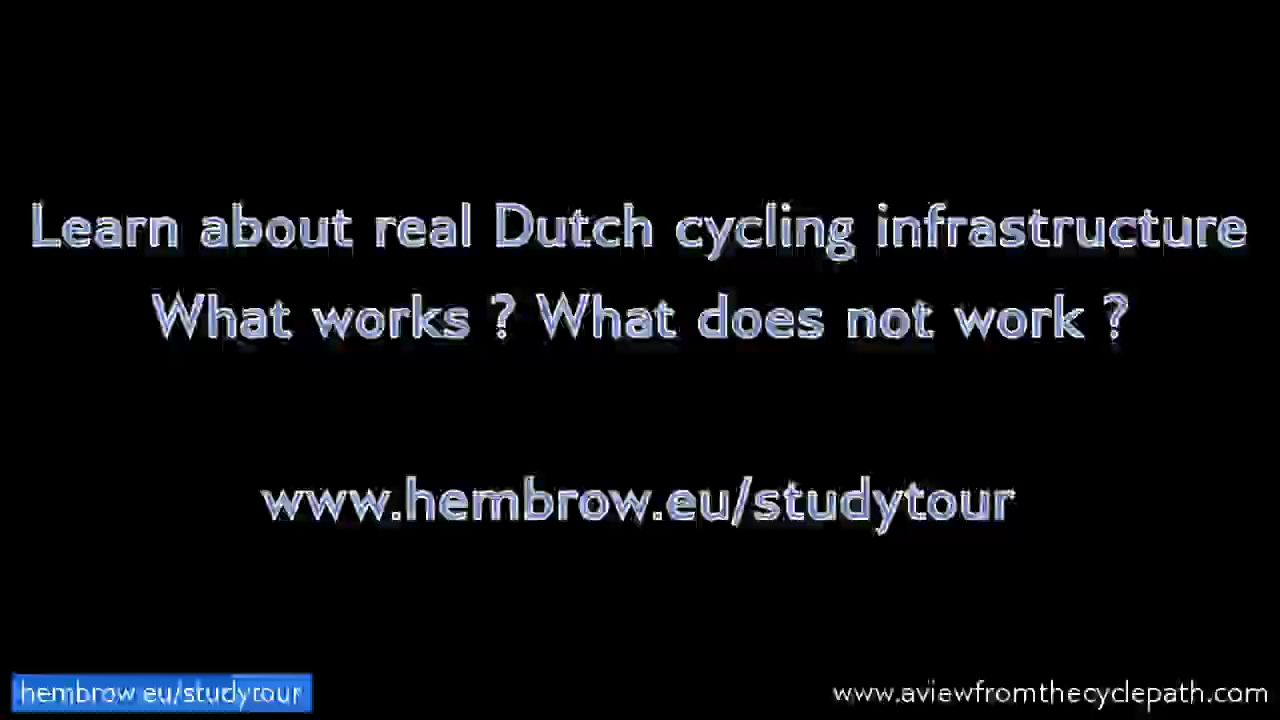 Learn about real Dutch cycling infrastructure
What works ? What does not work ?
www.hembrow.eu/studytour
hembrow.eu/studytour
www.aviewfromthecyclepath.com